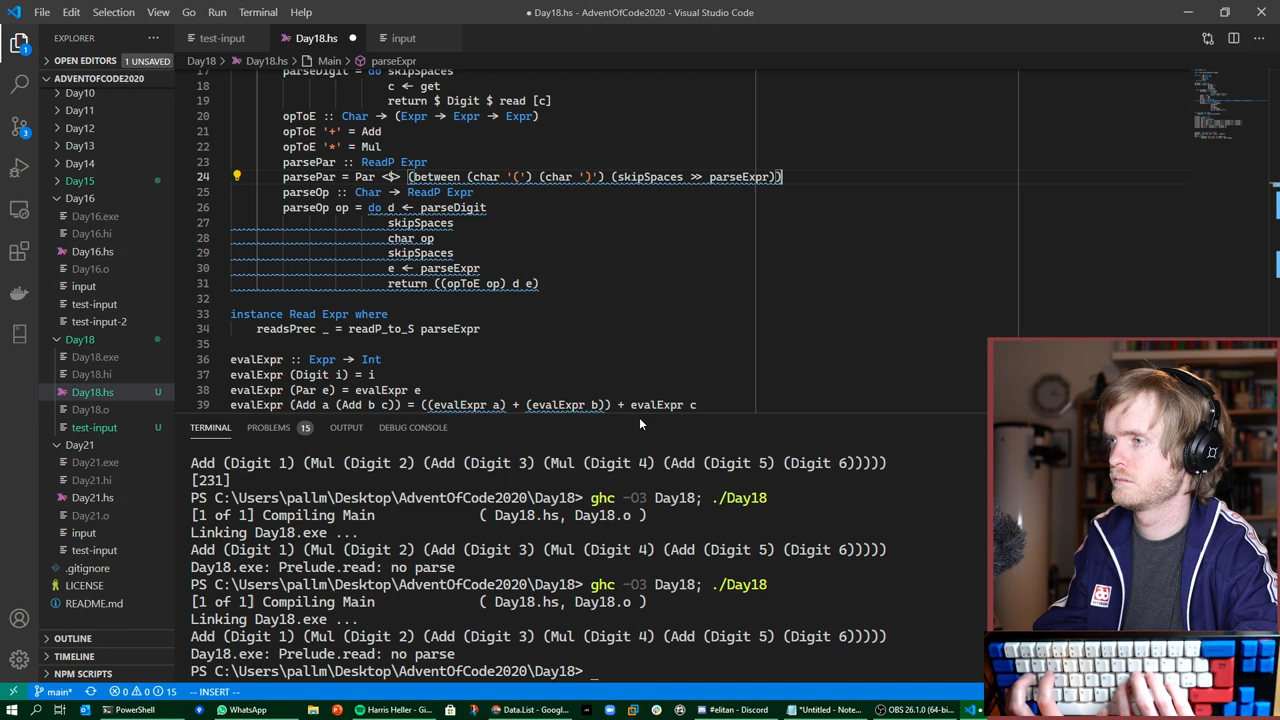 File Edit Selection View Go Run Terminal Help
● Day18.hs - AdventOfCode2020 - Visual Studio Code
EXPLORER ···
test-input Day18.hs ● input
OPEN EDITORS 1 UNSAVED
Day18 > Day18.hs > Main > parseExpr
ADVENTOFCODE2020
Day10
Day11
Day12
Day13
Day14
Day15
Day16.exe
Day16.hi
Day16.hs
Day16.o
input
test-input
test-input-2
Day18
Day18.exe
Day18.hi
Day18.hs U
Day18.o
test-input U
Day21
Day21.exe
Day21.hi
Day21.hs
Day21.o
input
test-input
.gitignore
LICENSE
README.md
OUTLINE
TIMELINE
NPM SCRIPTS
17 parseDigit = do skipSpaces
18 c ← get
19 return $ Digit $ read [c]
20 opToE :: Char → (Expr → Expr → Expr)
21 opToE '+' = Add
22 opToE '*' = Mul
23 parsePar :: ReadP Expr
24 parsePar = Par <$> (between (char '(') (char ')') (skipSpaces >> parseExpr))
25 parseOp :: Char → ReadP Expr
26 parseOp op = do d ← parseDigit
27 skipSpaces
28 char op
29 skipSpaces
30 e ← parseExpr
31 return ((opToE op) d e)
32
33 instance Read Expr where
34 readsPrec _ = readP_to_S parseExpr
35
36 evalExpr :: Expr → Int
37 evalExpr (Digit i) = i
38 evalExpr (Par e) = evalExpr e
39 evalExpr (Add a (Add b c)) = ((evalExpr a) + (evalExpr b)) + evalExpr c
TERMINAL PROBLEMS 15 OUTPUT DEBUG CONSOLE
Add (Digit 1) (Mul (Digit 2) (Add (Digit 3) (Mul (Digit 4) (Add (Digit 5) (Digit 6)))))
[231]
PS C:\Users\pallm\Desktop\AdventOfCode2020\Day18> ghc -O3 Day18; ./Day18
[1 of 1] Compiling Main ( Day18.hs, Day18.o )
Linking Day18.exe ...
Add (Digit 1) (Mul (Digit 2) (Add (Digit 3) (Mul (Digit 4) (Add (Digit 5) (Digit 6)))))
Day18.exe: Prelude.read: no parse
PS C:\Users\pallm\Desktop\AdventOfCode2020\Day18> ghc -O3 Day18; ./Day18
[1 of 1] Compiling Main ( Day18.hs, Day18.o )
Linking Day18.exe ...
Add (Digit 1) (Mul (Digit 2) (Add (Digit 3) (Mul (Digit 4) (Add (Digit 5) (Digit 6)))))
Day18.exe: Prelude.read: no parse
PS C:\Users\pallm\Desktop\AdventOfCode2020\Day18> _
main* 0 0 15 -- INSERT --
PowerShell WhatsApp Harris Heller - Gi... Data.List - Googl... #elitan - Discord *Untitled - Note... OBS 26.1.0 (64-bi...